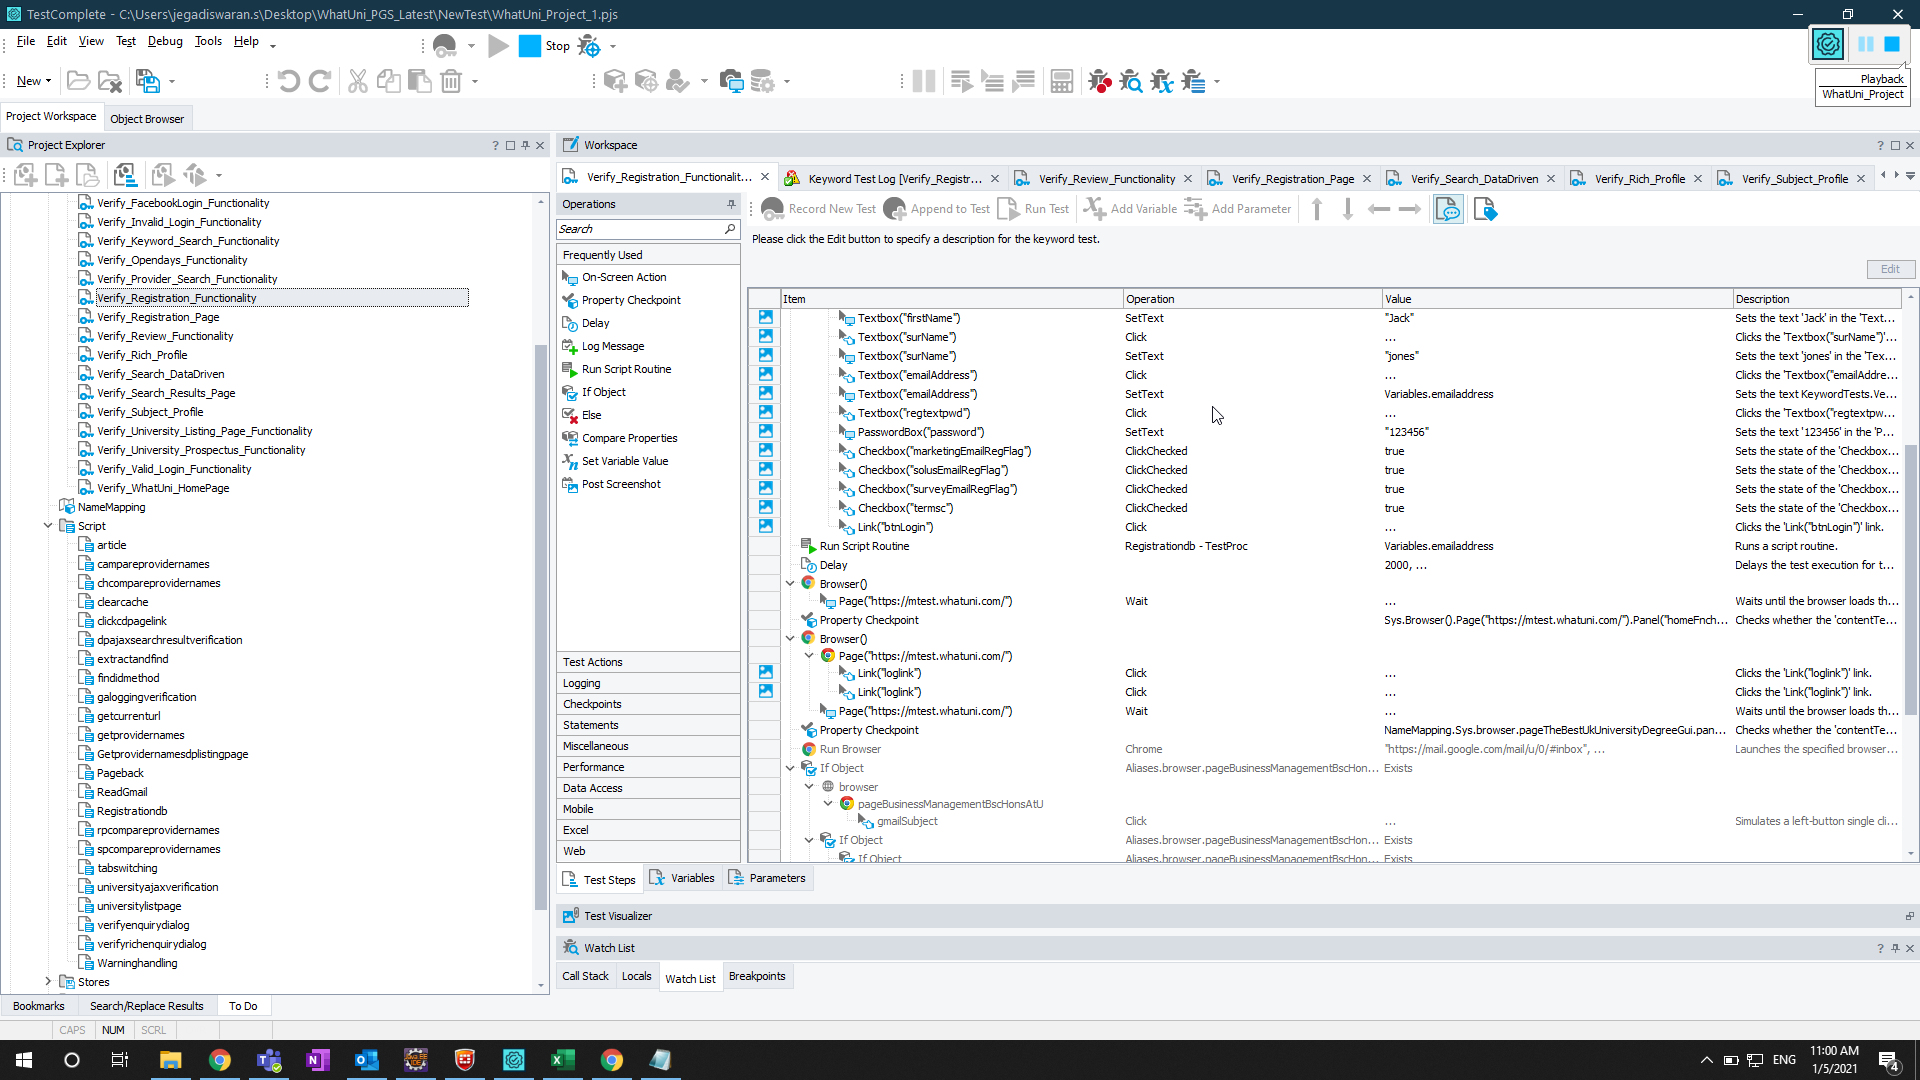 TestComplete - C:\Users\jegadiswaran.s\Desktop\WhatUni_PGS_Latest\NewTest\WhatUni_Project_1.pjs
File Edit View Test Debug Tools Help
Stop
Playback
WhatUni_Project
New
Project Workspace
Object Browser
Project Explorer
Verify_FacebookLogin_Functionality
Verify_Invalid_Login_Functionality
Verify_Keyword_Search_Functionality
Verify_Opendays_Functionality
Verify_Provider_Search_Functionality
Verify_Registration_Functionality
Verify_Registration_Page
Verify_Review_Functionality
Verify_Rich_Profile
Verify_Search_DataDriven
Verify_Search_Results_Page
Verify_Subject_Profile
Verify_University_Listing_Page_Functionality
Verify_University_Prospectus_Functionality
Verify_Valid_Login_Functionality
Verify_WhatUni_HomePage
NameMapping
Script
article
campareprovidernames
chcompareprovidernames
clearcache
clickcdpagelink
dpajaxsearchresultverification
extractandfind
findidmethod
galoggingverification
getcurrenturl
getprovidernames
Getprovidernamesdplistingpage
Pageback
ReadGmail
Registrationdb
rpcompareprovidernames
spcompareprovidernames
tabswitching
universityajaxverification
universitylistpage
verifyenquirydialog
verifyrichenquirydialog
Warninghandling
Stores
Bookmarks Search/Replace Results To Do
CAPS NUM SCRL
Workspace
Verify_Registration_Functionalit... Keyword Test Log [Verify_Registr... Verify_Review_Functionality Verify_Registration_Page Verify_Search_DataDriven Verify_Rich_Profile Verify_Subject_Profile
Operations
Search
Frequently Used
On-Screen Action
Property Checkpoint
Delay
Log Message
Run Script Routine
If Object
Else
Compare Properties
Set Variable Value
Post Screenshot
Test Actions
Logging
Checkpoints
Statements
Miscellaneous
Performance
Data Access
Mobile
Excel
Web
Record New Test Append to Test Run Test Add Variable Add Parameter
Please click the Edit button to specify a description for the keyword test.
Edit
Item Operation Value Description
Textbox("firstName") SetText "Jack" Sets the text 'Jack' in the 'Text...
Textbox("surName") Click ... Clicks the 'Textbox("surName")'...
Textbox("surName") SetText "jones" Sets the text 'jones' in the 'Tex...
Textbox("emailAddress") Click ... Clicks the 'Textbox("emailAddre...
Textbox("emailAddress") SetText Variables.emailaddress Sets the text KeywordTests.Ve...
Textbox("regtextpwd") Click ... Clicks the 'Textbox("regtextpw...
PasswordBox("password") SetText "123456" Sets the text '123456' in the 'P...
Checkbox("marketingEmailRegFlag") ClickChecked true Sets the state of the 'Checkbox...
Checkbox("solusEmailRegFlag") ClickChecked true Sets the state of the 'Checkbox...
Checkbox("surveyEmailRegFlag") ClickChecked true Sets the state of the 'Checkbox...
Checkbox("termsc") ClickChecked true Sets the state of the 'Checkbox...
Link("btnLogin") Click ... Clicks the 'Link("btnLogin")' link.
Run Script Routine Registrationdb - TestProc Variables.emailaddress Runs a script routine.
Delay 2000, ... Delays the test execution for t...
Browser()
Page("https://mtest.whatuni.com/") Wait ... Waits until the browser loads th...
Property Checkpoint Sys.Browser().Page("https://mtest.whatuni.com/").Panel("homeFnch... Checks whether the 'contentTe...
Browser()
Page("https://mtest.whatuni.com/")
Link("loglink") Click ... Clicks the 'Link("loglink")' link.
Link("loglink") Click ... Clicks the 'Link("loglink")' link.
Page("https://mtest.whatuni.com/") Wait ... Waits until the browser loads th...
Property Checkpoint NameMapping.Sys.browser.pageTheBestUkUniversityDegreeGui.pan... Checks whether the 'contentTe...
Run Browser Chrome "https://mail.google.com/mail/u/0/#inbox", ... Launches the specified browser...
If Object Aliases.browser.pageBusinessManagementBscHon... Exists
browser
pageBusinessManagementBscHonsAtU
gmailSubject Click ... Simulates a left-button single cli...
If Object Aliases.browser.pageBusinessManagementBscHon... Exists
If Object Aliases.browser.pageBusinessManagementBscHon... Exists
Test Steps Variables Parameters
Test Visualizer
Watch List
Call Stack Locals Watch List Breakpoints
ENG
11:00 AM
1/5/2021
4